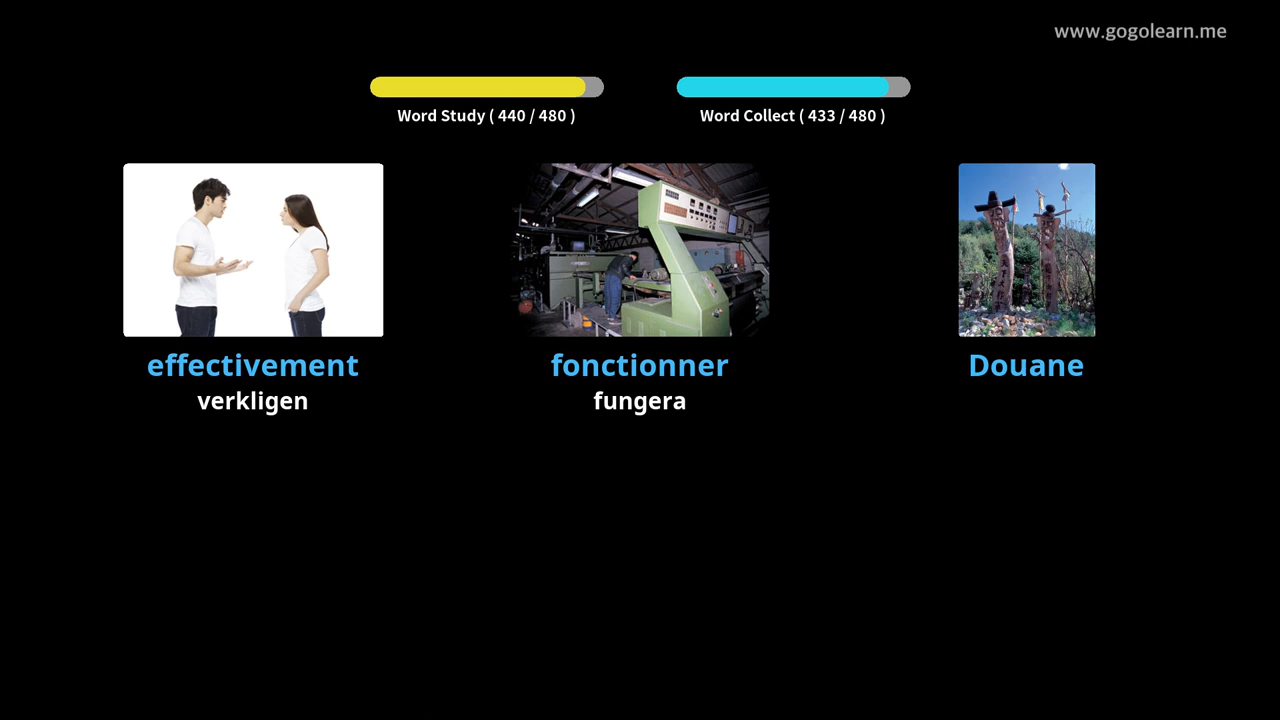 www.gogolearn.me
Word Study ( 440 / 480 )
Word Collect ( 433 / 480 )
effectivement
verkligen
fonctionner
fungera
Douane